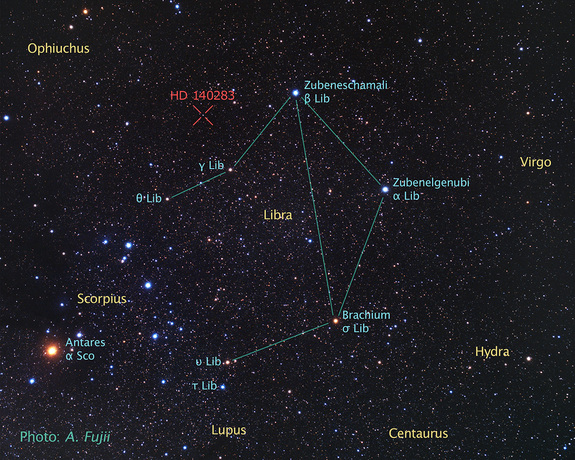 Ophiuchus
Zubeneschamali
β Lib
HD 140283
γ Lib
Virgo
Zubenelgenubi
α Lib
θ Lib
Libra
Scorpius
Brachium
σ Lib
Antares
α Sco
Hydra
υ Lib
τ Lib
Lupus
Centaurus
Photo: A. Fujii